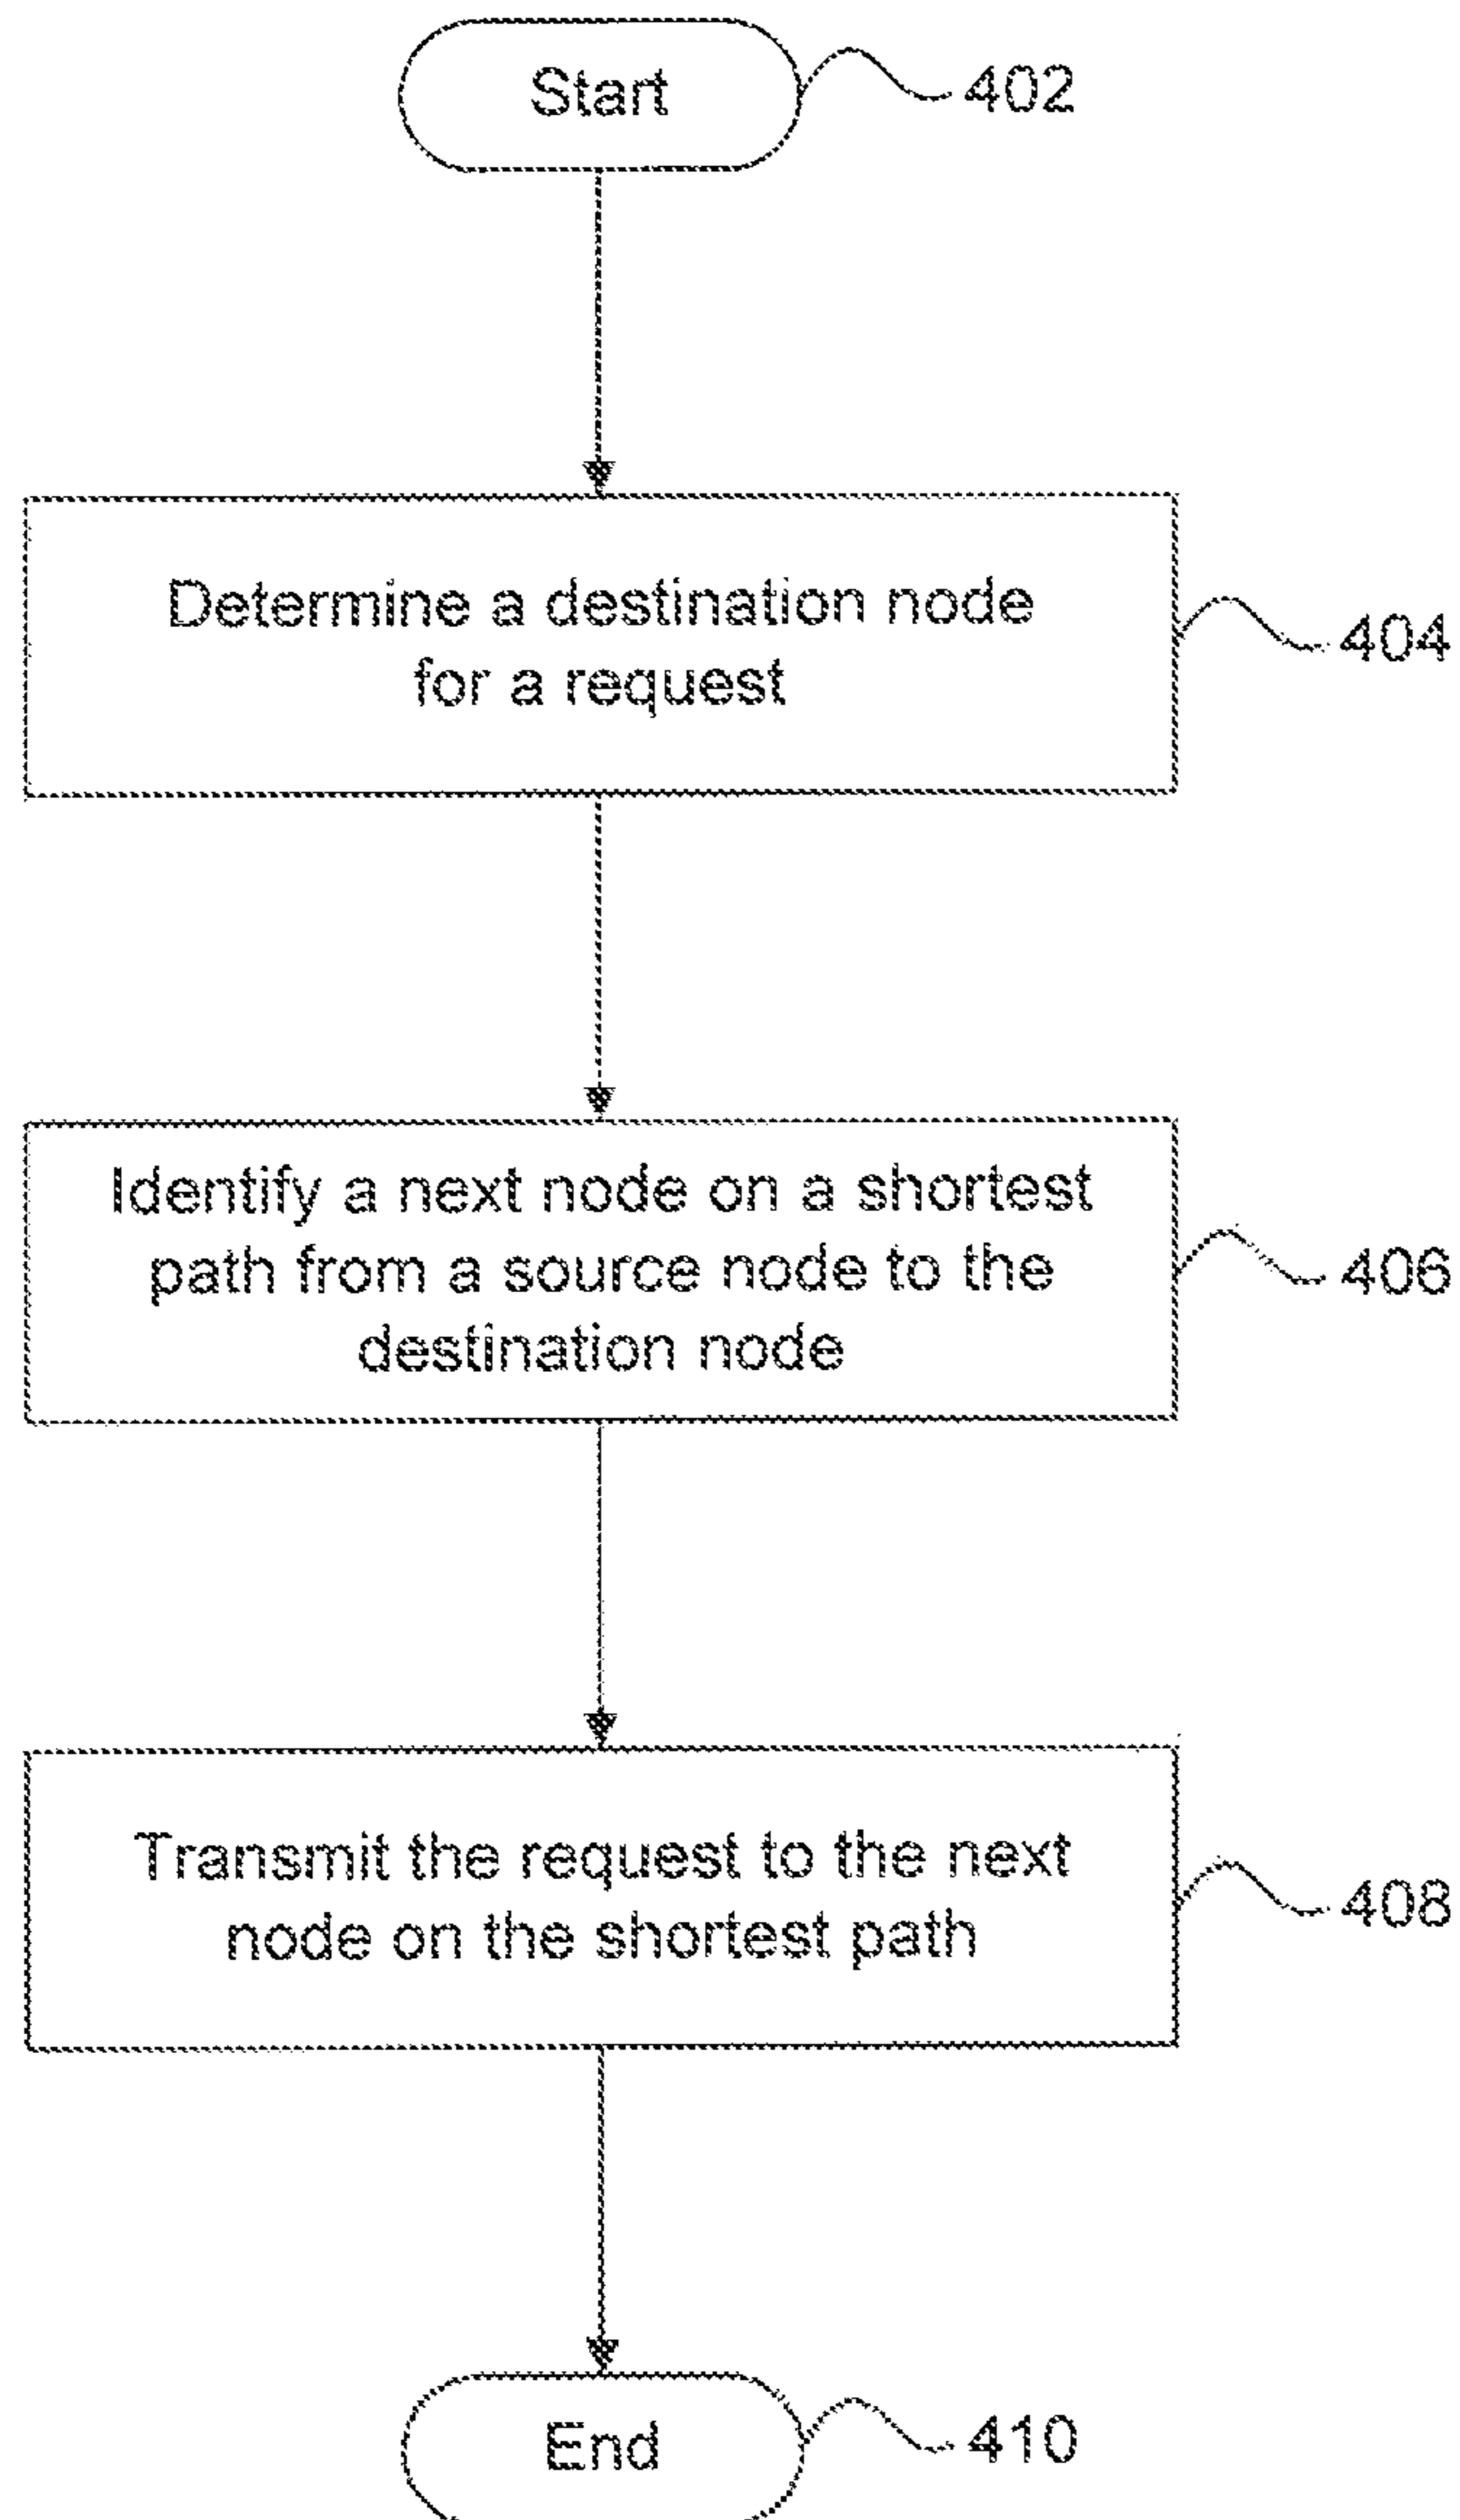 Start
402
Determine a destination node
for a request
404
Identify a next node on a shortest
path from a source node to the
destination node
406
Transmit the request to the next
node on the shortest path
408
End
410